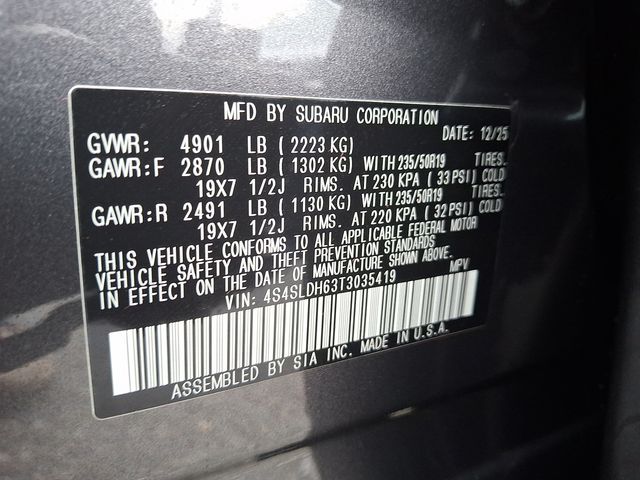 MFD BY SUBARU CORPORATION
DATE: 12/25
GVWR: 4901 LB ( 2223 KG)
GAWR:F 2870 LB ( 1302 KG) WITH 235/50R19 TIRES.
19X7 1/2J RIMS. AT 230 KPA ( 33 PSI) COLD
GAWR:R 2491 LB ( 1130 KG) WITH 235/50R19 TIRES.
19X7 1/2J RIMS. AT 220 KPA ( 32 PSI) COLD
THIS VEHICLE CONFORMS TO ALL APPLICABLE FEDERAL MOTOR
VEHICLE SAFETY AND THEFT PREVENTION STANDARDS
IN EFFECT ON THE DATE OF MANUFACTURE SHOWN ABOVE.
VIN: 4S4SLDH63T3035419 MPV
ASSEMBLED BY SIA INC. MADE IN U.S.A.